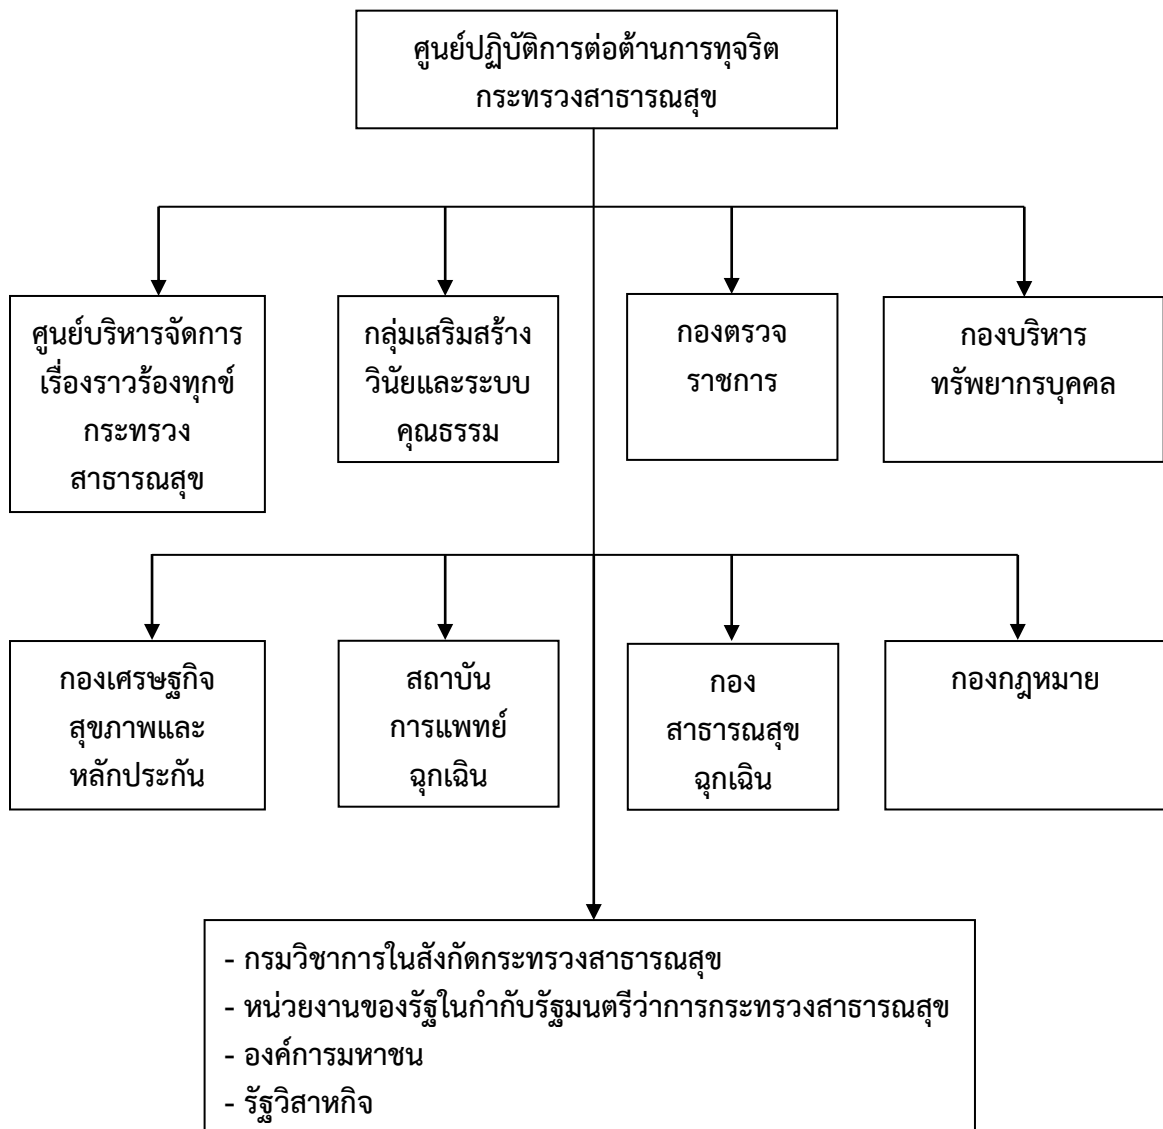 ศูนย์ปฏิบัติการต่อต้านการทุจริต
กระทรวงสาธารณสุข
ศูนย์บริหารจัดการ
เรื่องราวร้องทุกข์
กระทรวง
สาธารณสุข
กลุ่มเสริมสร้าง
วินัยและระบบ
คุณธรรม
กองตรวจ
ราชการ
กองบริหาร
ทรัพยากรบุคคล
กองเศรษฐกิจ
สุขภาพและ
หลักประกัน
สถาบัน
การแพทย์
ฉุกเฉิน
กอง
สาธารณสุข
ฉุกเฉิน
กองกฎหมาย
- กรมวิชาการในสังกัดกระทรวงสาธารณสุข
- หน่วยงานของรัฐในกำกับรัฐมนตรีว่าการกระทรวงสาธารณสุข
- องค์การมหาชน
- รัฐวิสาหกิจ